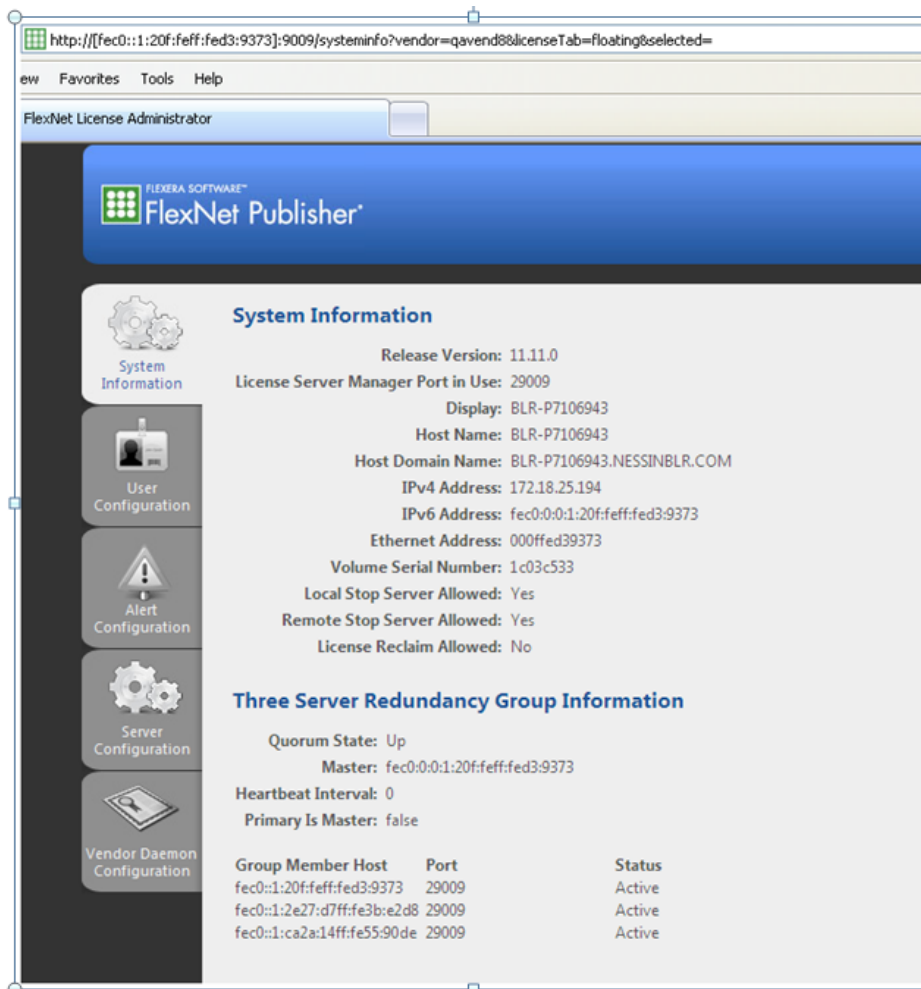 http://[fec0::1:20f:feff:fed3:9373]:9009/systeminfo?vendor=qavend8&licenseTab=floating&selected=
ew Favorites Tools Help
FlexNet License Administrator
FLEXERA SOFTWARE™
FlexNet Publisher®
System Information
System
Information
User
Configuration
Alert
Configuration
Server
Configuration
Vendor Daemon
Configuration
Release Version: 11.11.0
License Server Manager Port in Use: 29009
Display: BLR-P7106943
Host Name: BLR-P7106943
Host Domain Name: BLR-P7106943.NESSINBLR.COM
IPv4 Address: 172.18.25.194
IPv6 Address: fec0:0:0:1:20f:feff:fed3:9373
Ethernet Address: 000ffed39373
Volume Serial Number: 1c03c533
Local Stop Server Allowed: Yes
Remote Stop Server Allowed: Yes
License Reclaim Allowed: No
Three Server Redundancy Group Information
Quorum State: Up
Master: fec0:0:0:1:20f:feff:fed3:9373
Heartbeat Interval: 0
Primary Is Master: false
Group Member Host Port Status
fec0::1:20f:feff:fed3:9373 29009 Active
fec0::1:2e27:d7ff:fe3b:e2d8 29009 Active
fec0::1:ca2a:14ff:fe55:90de 29009 Active